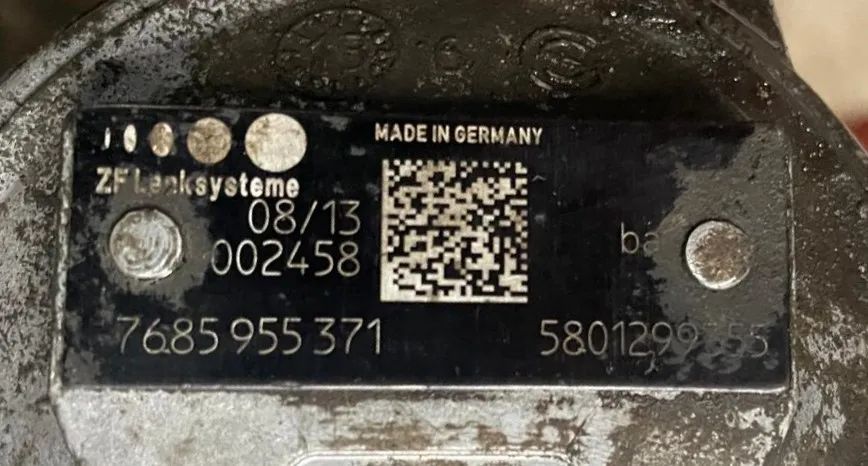 MADE IN GERMANY
ZF Lenksysteme
08/13
002458
7685 955 371